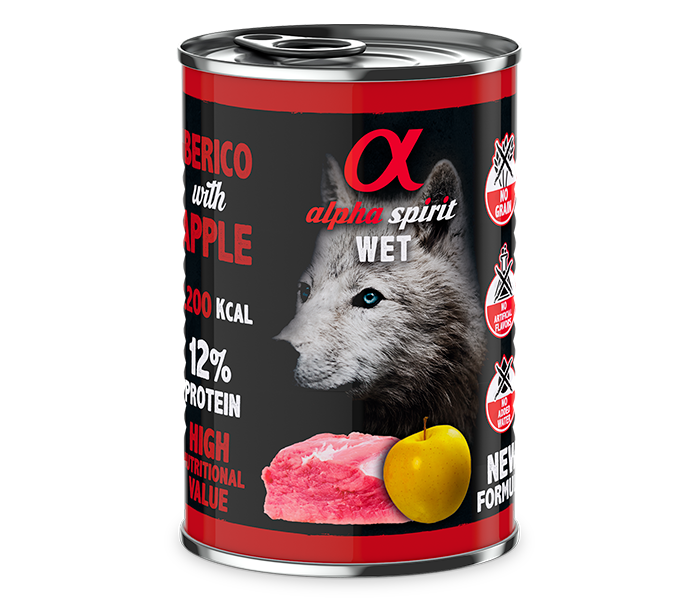 BERICO
with
APPLE
200 KCAL
12%
PROTEIN
HIGH
NUTRITIONAL
VALUE
α
alpha spirit
WET
NO
GRAIN
NO
ARTIFICIAL
FLAVORS
NO
ADDED
WATER
NEW
FORMU